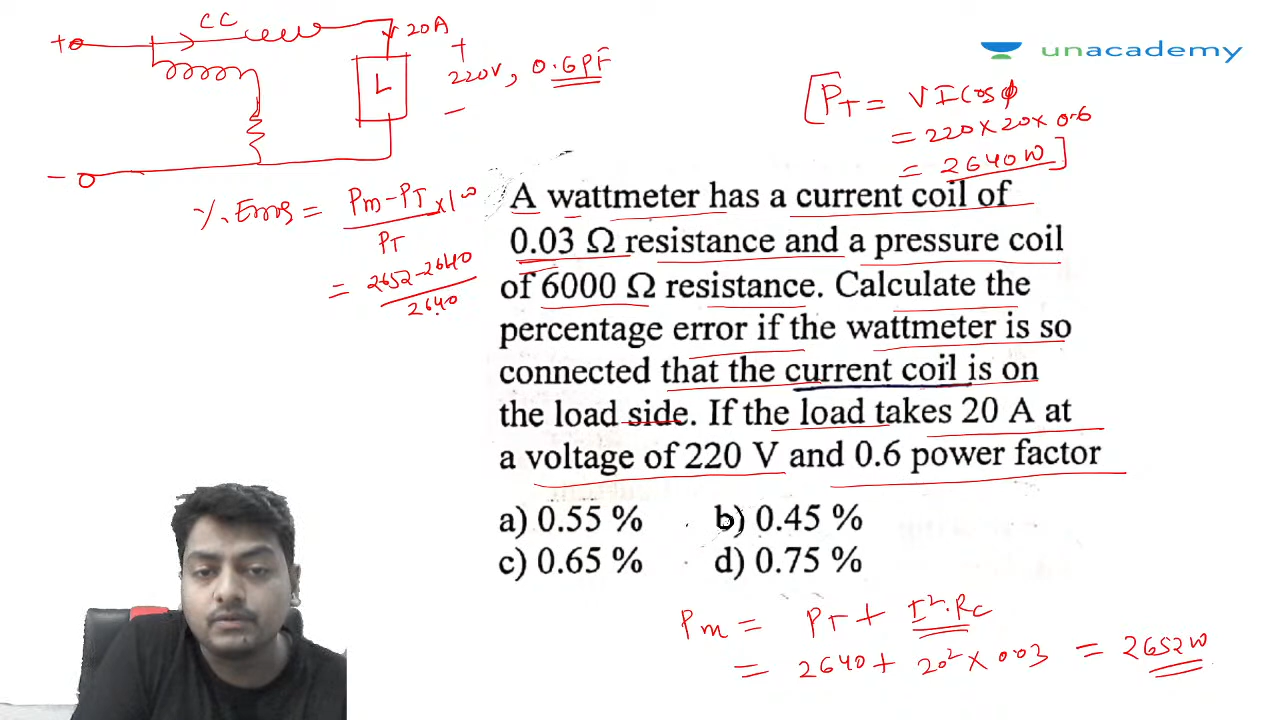 CC
20A
+
+
L
220V, 0.6PF
-
-
unacademy
[PT = VI Cosϕ
= 220 × 20 × 0.6
= 2640W]
% Error = Pm - PT × 100
PT
= 2652 - 2640
2640
A wattmeter has a current coil of
0.03 Ω resistance and a pressure coil
of 6000 Ω resistance. Calculate the
percentage error if the wattmeter is so
connected that the current coil is on
the load side. If the load takes 20 A at
a voltage of 220 V and 0.6 power factor
a) 0.55 % b) 0.45 %
c) 0.65 % d) 0.75 %
Pm = PT + I².Rc
= 2640 + 20² × 0.03 = 2652W